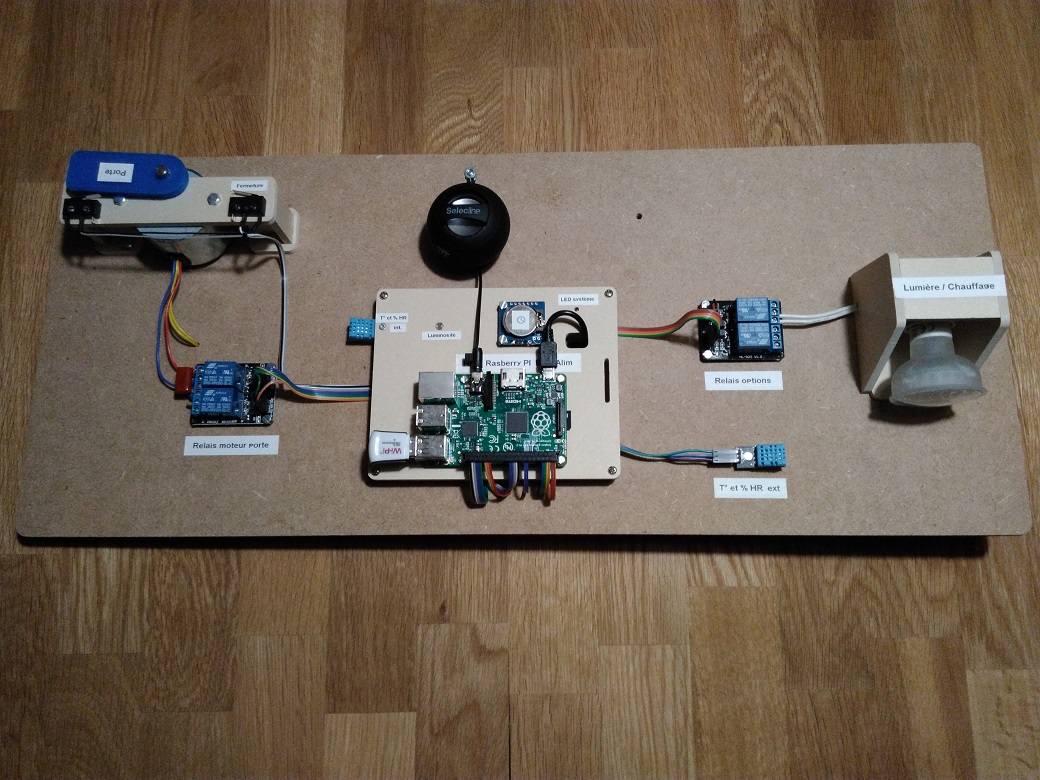 Porte
Fermeture
Selecline
LED système
T° et % HR
int.
Luminosité
Rasberry PI
Alim
HDMI
Wi-Pi
Lumière / Chauffage
Relais options
Relais moteur porte
T° et % HR ext